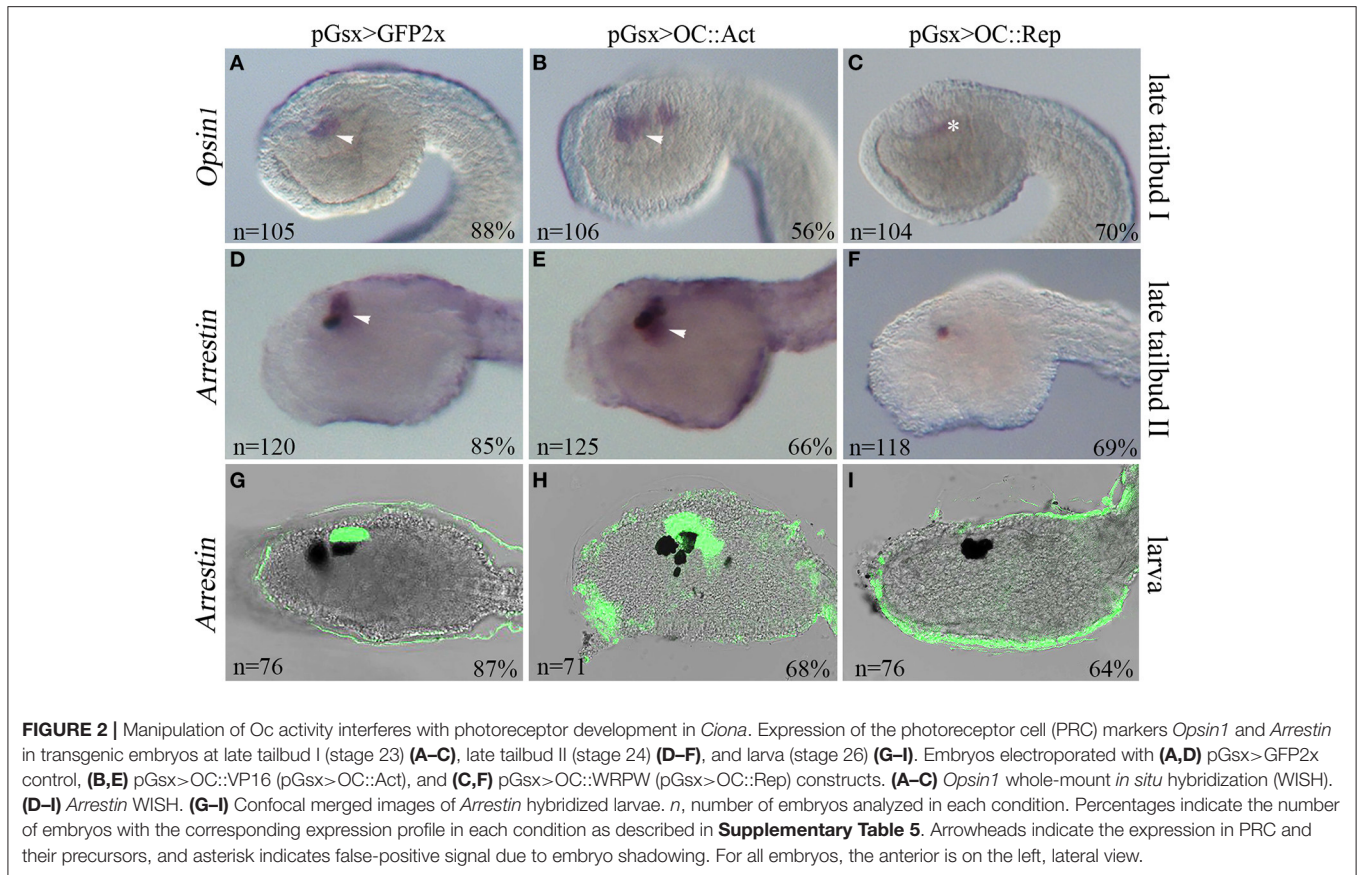 pGsx>GFP2x pGsx>OC::Act pGsx>OC::Rep
A B C
Opsin1
late tailbud I
*
n=105 88% n=106 56% n=104 70%
D E F
Arrestin
late tailbud II
n=120 85% n=125 66% n=118 69%
G H I
Arrestin
larva
n=76 87% n=71 68% n=76 64%
FIGURE 2 | Manipulation of Oc activity interferes with photoreceptor development in Ciona. Expression of the photoreceptor cell (PRC) markers Opsin1 and Arrestin
in transgenic embryos at late tailbud I (stage 23) (A–C), late tailbud II (stage 24) (D–F), and larva (stage 26) (G–I). Embryos electroporated with (A,D) pGsx>GFP2x
control, (B,E) pGsx>OC::VP16 (pGsx>OC::Act), and (C,F) pGsx>OC::WRPW (pGsx>OC::Rep) constructs. (A–C) Opsin1 whole-mount in situ hybridization (WISH).
(D–I) Arrestin WISH. (G–I) Confocal merged images of Arrestin hybridized larvae. n, number of embryos analyzed in each condition. Percentages indicate the number
of embryos with the corresponding expression profile in each condition as described in Supplementary Table 5. Arrowheads indicate the expression in PRC and
their precursors, and asterisk indicates false-positive signal due to embryo shadowing. For all embryos, the anterior is on the left, lateral view.